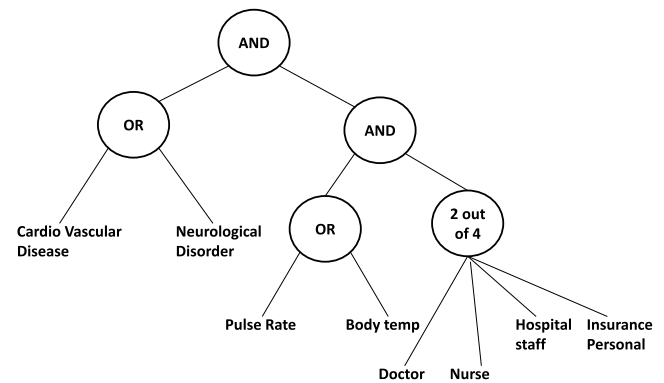 AND
OR
AND
Cardio Vascular
Disease
Neurological
Disorder
OR
2 out
of 4
Pulse Rate
Body temp
Hospital
staff
Insurance
Personal
Doctor
Nurse